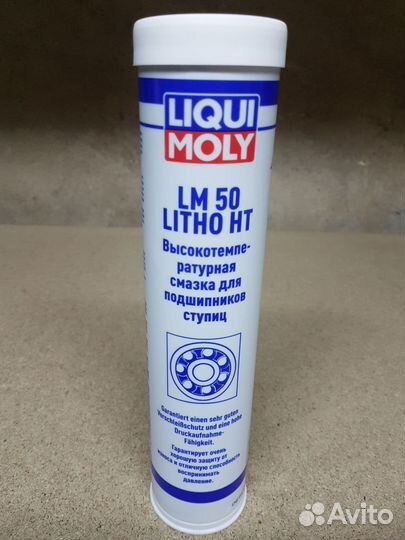 LIQUI
MOLY
LM 50
LITHO HT
Высокотемпе-
ратурная
смазка для
подшипников
ступиц
Garantiert einen sehr guten
Verschleißschutz und eine hohe
Druckaufnahme-
Fähigkeit.
Гарантирует очень
хорошую защиту от
износа и отличную способность
воспринимать
давление.
Avito